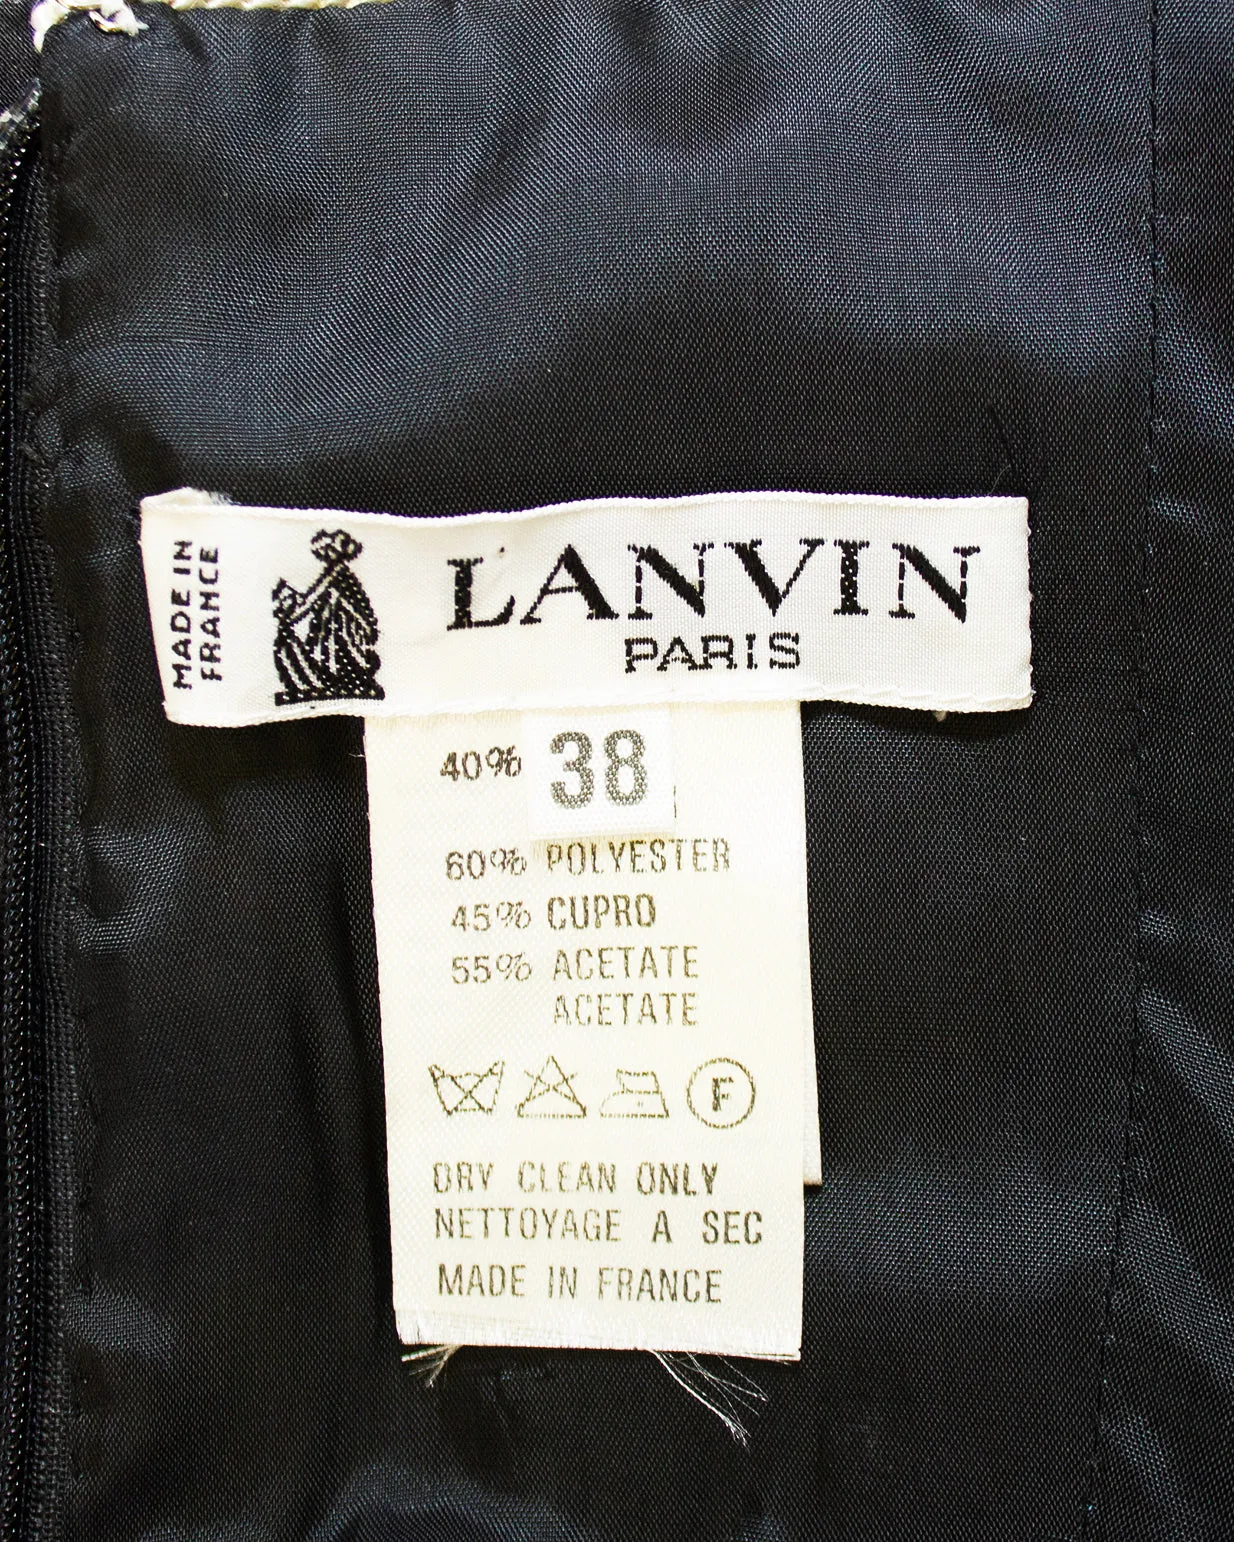 MADE IN
FRANCE
LANVIN
PARIS
38
40%
60% POLYESTER
45% CUPRO
55% ACETATE
ACETATE
F
DRY CLEAN ONLY
NETTOYAGE A SEC
MADE IN FRANCE